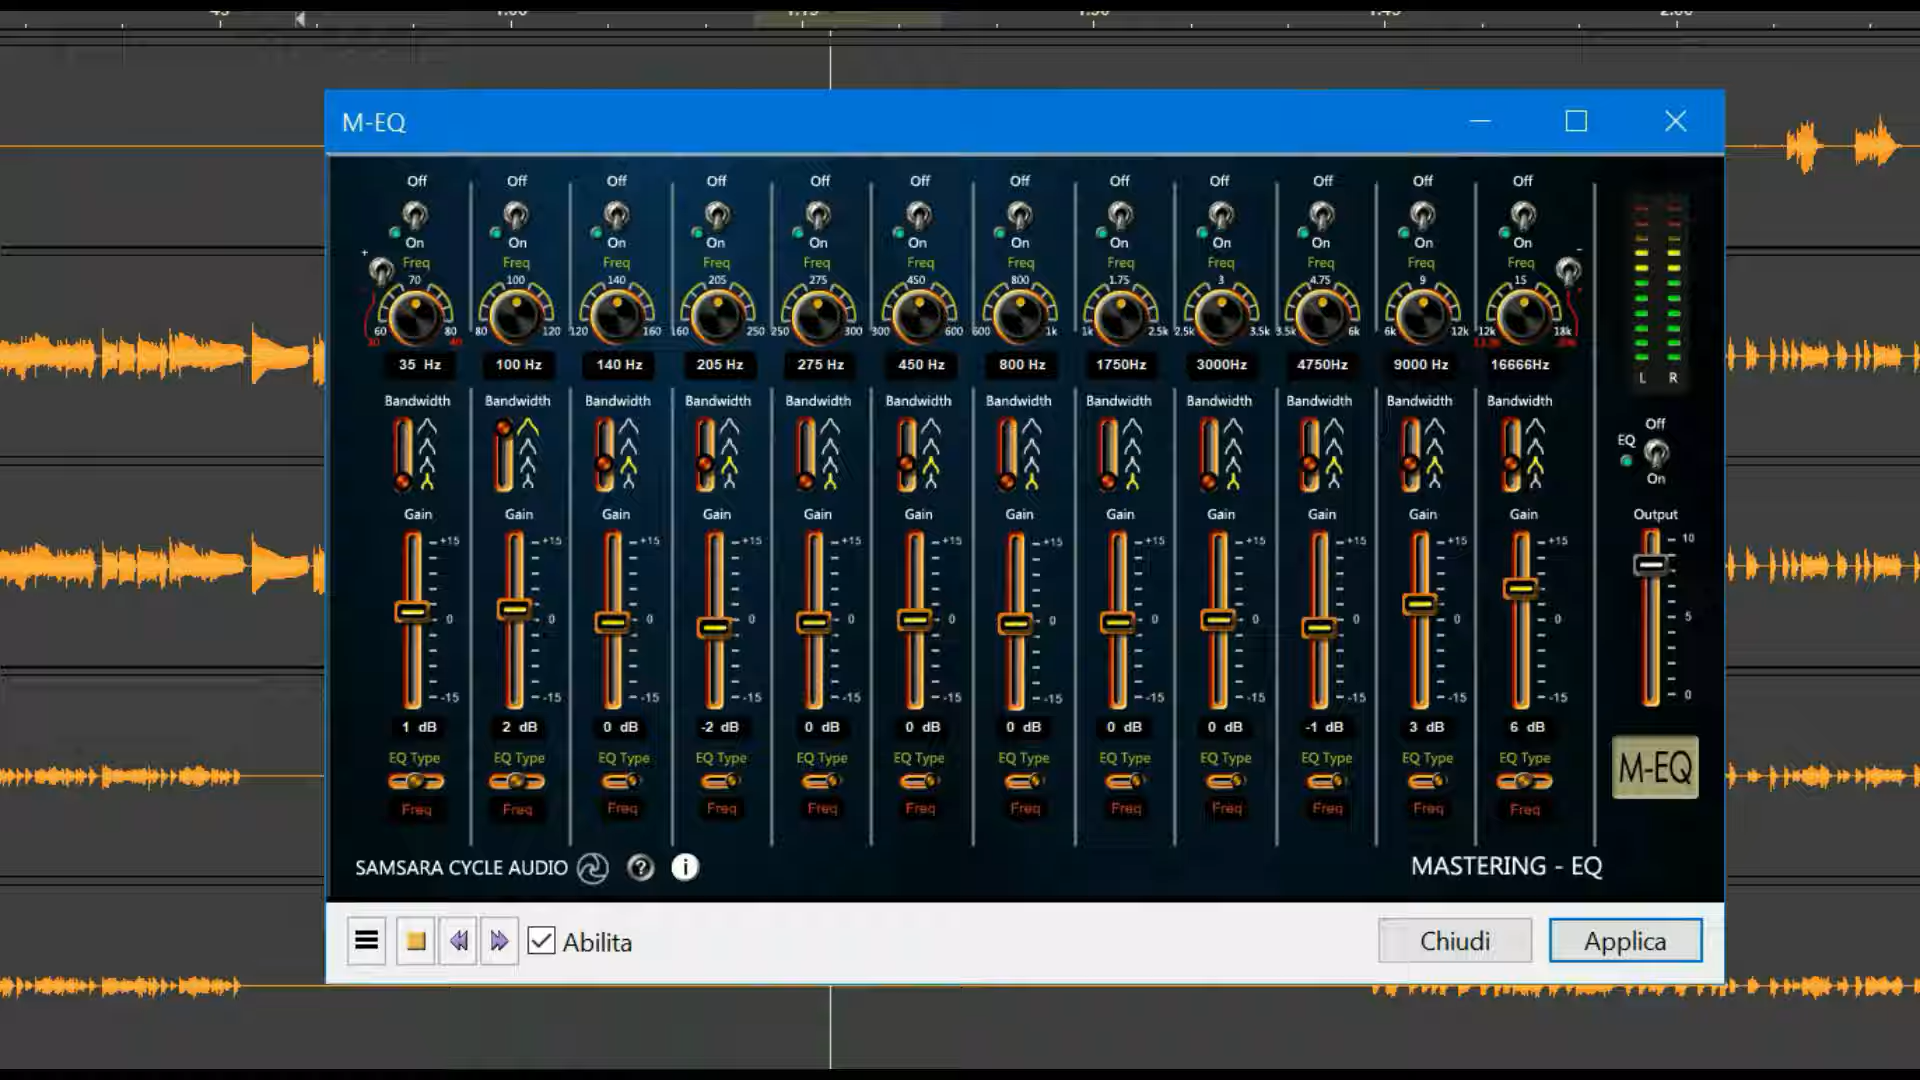 M-EQ
Off Off Off Off Off Off Off Off Off Off Off Off
On On On On On On On On On On On On
+ Freq Freq Freq Freq Freq Freq Freq Freq Freq Freq Freq Freq -
70 100 140 205 275 450 800 1.75 3 4.75 9 15
60 80 80 120 120 160 160 250 250 300 300 600 600 1k 1k 2.5k 2.5k 3.5k 3.5k 6k 6k 12k 12k 18k
35 Hz 100 Hz 140 Hz 205 Hz 275 Hz 450 Hz 800 Hz 1750Hz 3000Hz 4750Hz 9000 Hz 16666Hz
L R
Bandwidth Bandwidth Bandwidth Bandwidth Bandwidth Bandwidth Bandwidth Bandwidth Bandwidth Bandwidth Bandwidth Bandwidth
Off
EQ
On
Gain Gain Gain Gain Gain Gain Gain Gain Gain Gain Gain Gain Output
+15 +15 +15 +15 +15 +15 +15 +15 +15 +15 +15 +15 10
0 0 0 0 0 0 0 0 0 0 0 0 5
-15 -15 -15 -15 -15 -15 -15 -15 -15 -15 -15 -15 0
1 dB 2 dB 0 dB -2 dB 0 dB 0 dB 0 dB 0 dB 0 dB -1 dB 3 dB 6 dB
EQ Type EQ Type EQ Type EQ Type EQ Type EQ Type EQ Type EQ Type EQ Type EQ Type EQ Type EQ Type
M-EQ
Freq Freq Freq Freq Freq Freq Freq Freq Freq Freq Freq Freq
SAMSARA CYCLE AUDIO ? i MASTERING - EQ
Abilita Chiudi Applica